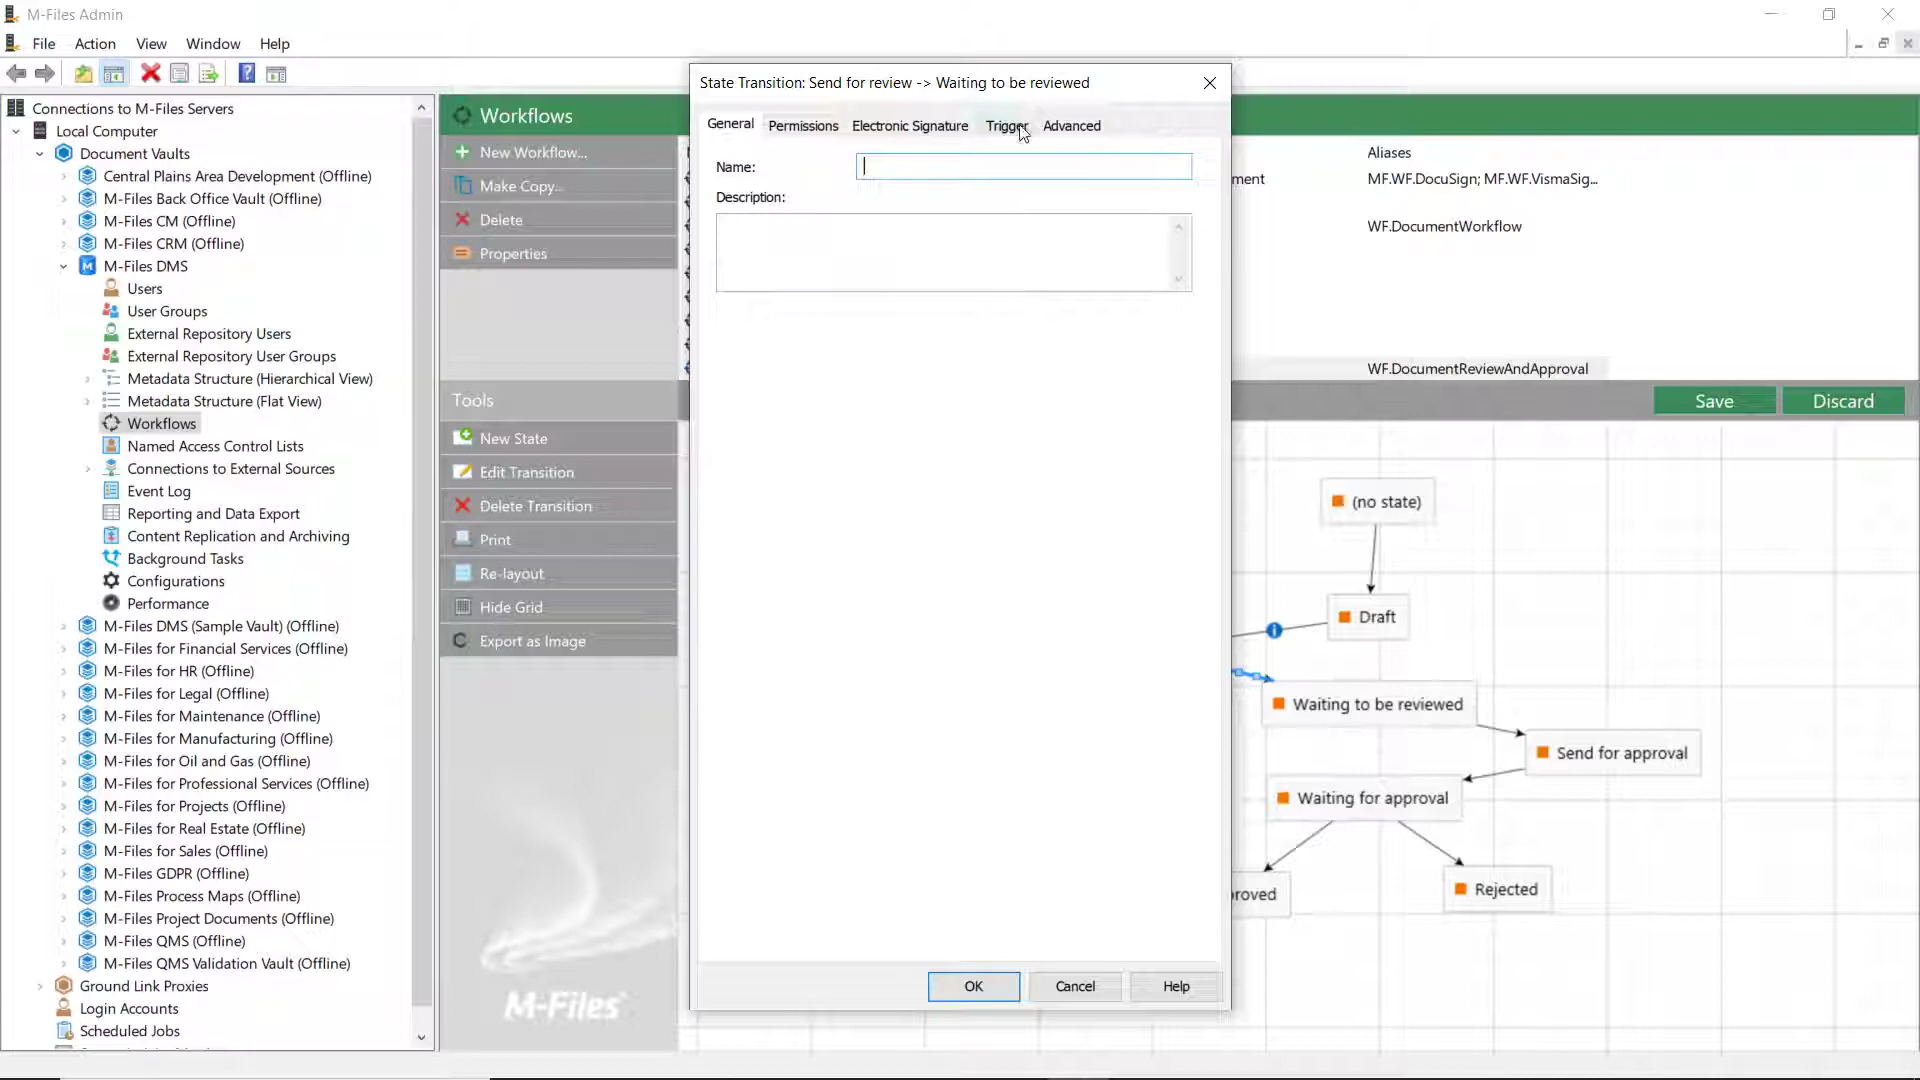 M-Files Admin
File Action View Window Help
Connections to M-Files Servers
Local Computer
Document Vaults
Central Plains Area Development (Offline)
M-Files Back Office Vault (Offline)
M-Files CM (Offline)
M-Files CRM (Offline)
M-Files DMS
Users
User Groups
External Repository Users
External Repository User Groups
Metadata Structure (Hierarchical View)
Metadata Structure (Flat View)
Workflows
Named Access Control Lists
Connections to External Sources
Event Log
Reporting and Data Export
Content Replication and Archiving
Background Tasks
Configurations
Performance
M-Files DMS (Sample Vault) (Offline)
M-Files for Financial Services (Offline)
M-Files for HR (Offline)
M-Files for Legal (Offline)
M-Files for Maintenance (Offline)
M-Files for Manufacturing (Offline)
M-Files for Oil and Gas (Offline)
M-Files for Professional Services (Offline)
M-Files for Projects (Offline)
M-Files for Real Estate (Offline)
M-Files for Sales (Offline)
M-Files GDPR (Offline)
M-Files Process Maps (Offline)
M-Files Project Documents (Offline)
M-Files QMS (Offline)
M-Files QMS Validation Vault (Offline)
Ground Link Proxies
Login Accounts
Scheduled Jobs
Workflows
New Workflow...
Make Copy...
Delete
Properties
Tools
New State
Edit Transition
Delete Transition
Print
Re-layout
Hide Grid
Export as Image
M-Files
State Transition: Send for review -> Waiting to be reviewed
General Permissions Electronic Signature Trigger Advanced
Name:
Description:
OK Cancel Help
Aliases
ment MF.WF.DocuSign; MF.WF.VismaSig...
WF.DocumentWorkflow
WF.DocumentReviewAndApproval
Save Discard
(no state)
Draft
Waiting to be reviewed
Send for approval
Waiting for approval
roved
Rejected